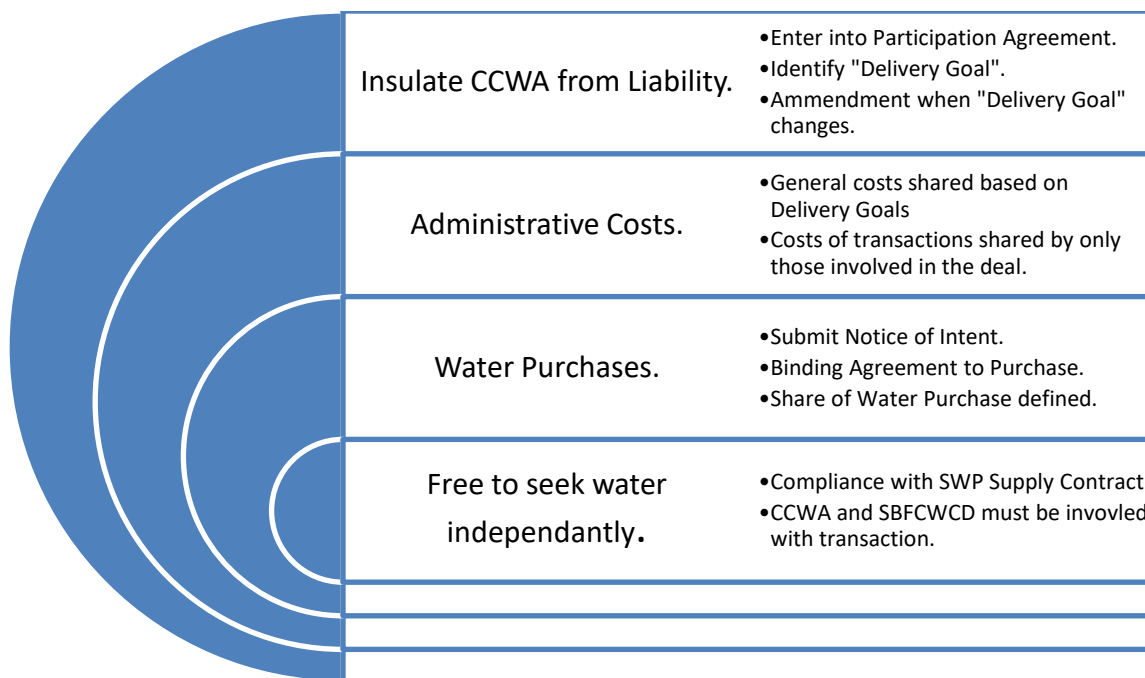 Insulate CCWA from Liability.
•Enter into Participation Agreement.
•Identify "Delivery Goal".
•Ammendment when "Delivery Goal"
changes.
Administrative Costs.
•General costs shared based on
Delivery Goals
•Costs of transactions shared by only
those involved in the deal.
Water Purchases.
•Submit Notice of Intent.
•Binding Agreement to Purchase.
•Share of Water Purchase defined.
Free to seek water
independantly.
•Compliance with SWP Supply Contract
•CCWA and SBFCWCD must be invovled
with transaction.